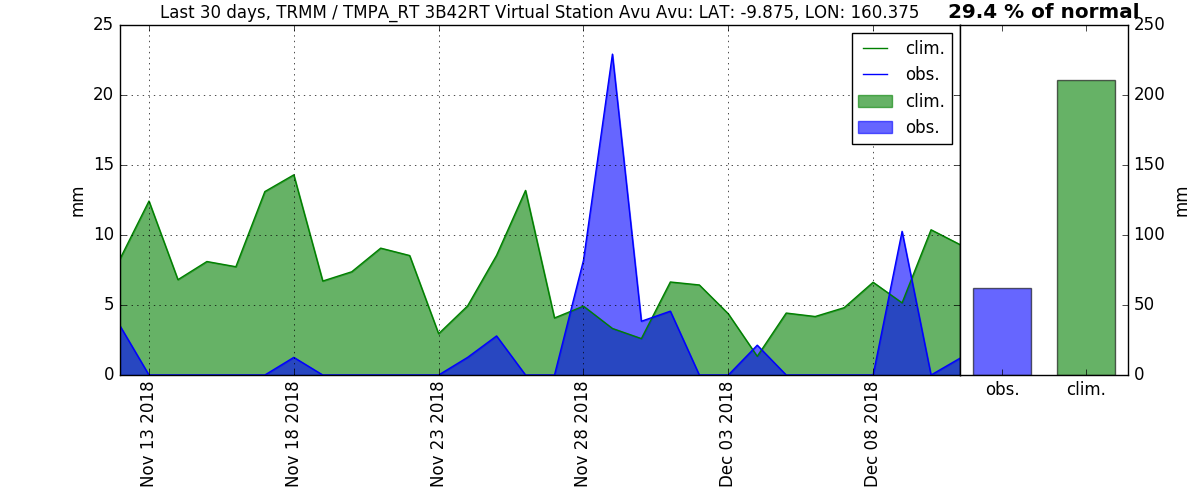 Last 30 days, TRMM / TMPA_RT 3B42RT Virtual Station Avu Avu: LAT: -9.875, LON: 160.375
29.4 % of normal
25
20
15
10
5
0
mm
clim.
obs.
clim.
obs.
Nov 13 2018
Nov 18 2018
Nov 23 2018
Nov 28 2018
Dec 03 2018
Dec 08 2018
250
200
150
100
50
0
mm
obs.
clim.